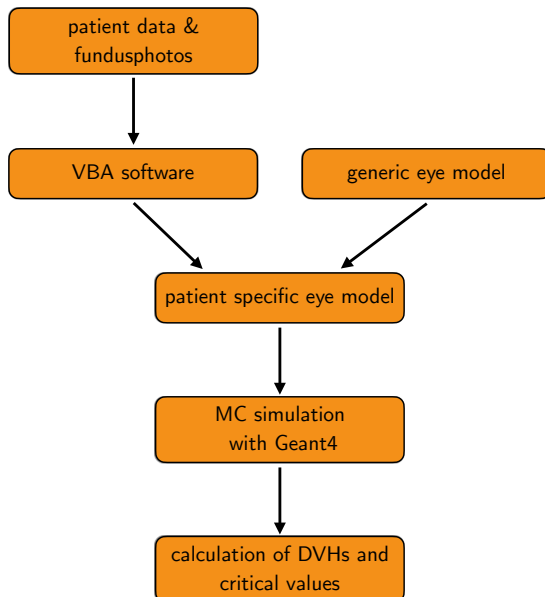 patient data &
fundusphotos
VBA software
generic eye model
patient specific eye model
MC simulation
with Geant4
calculation of DVHs and
critical values